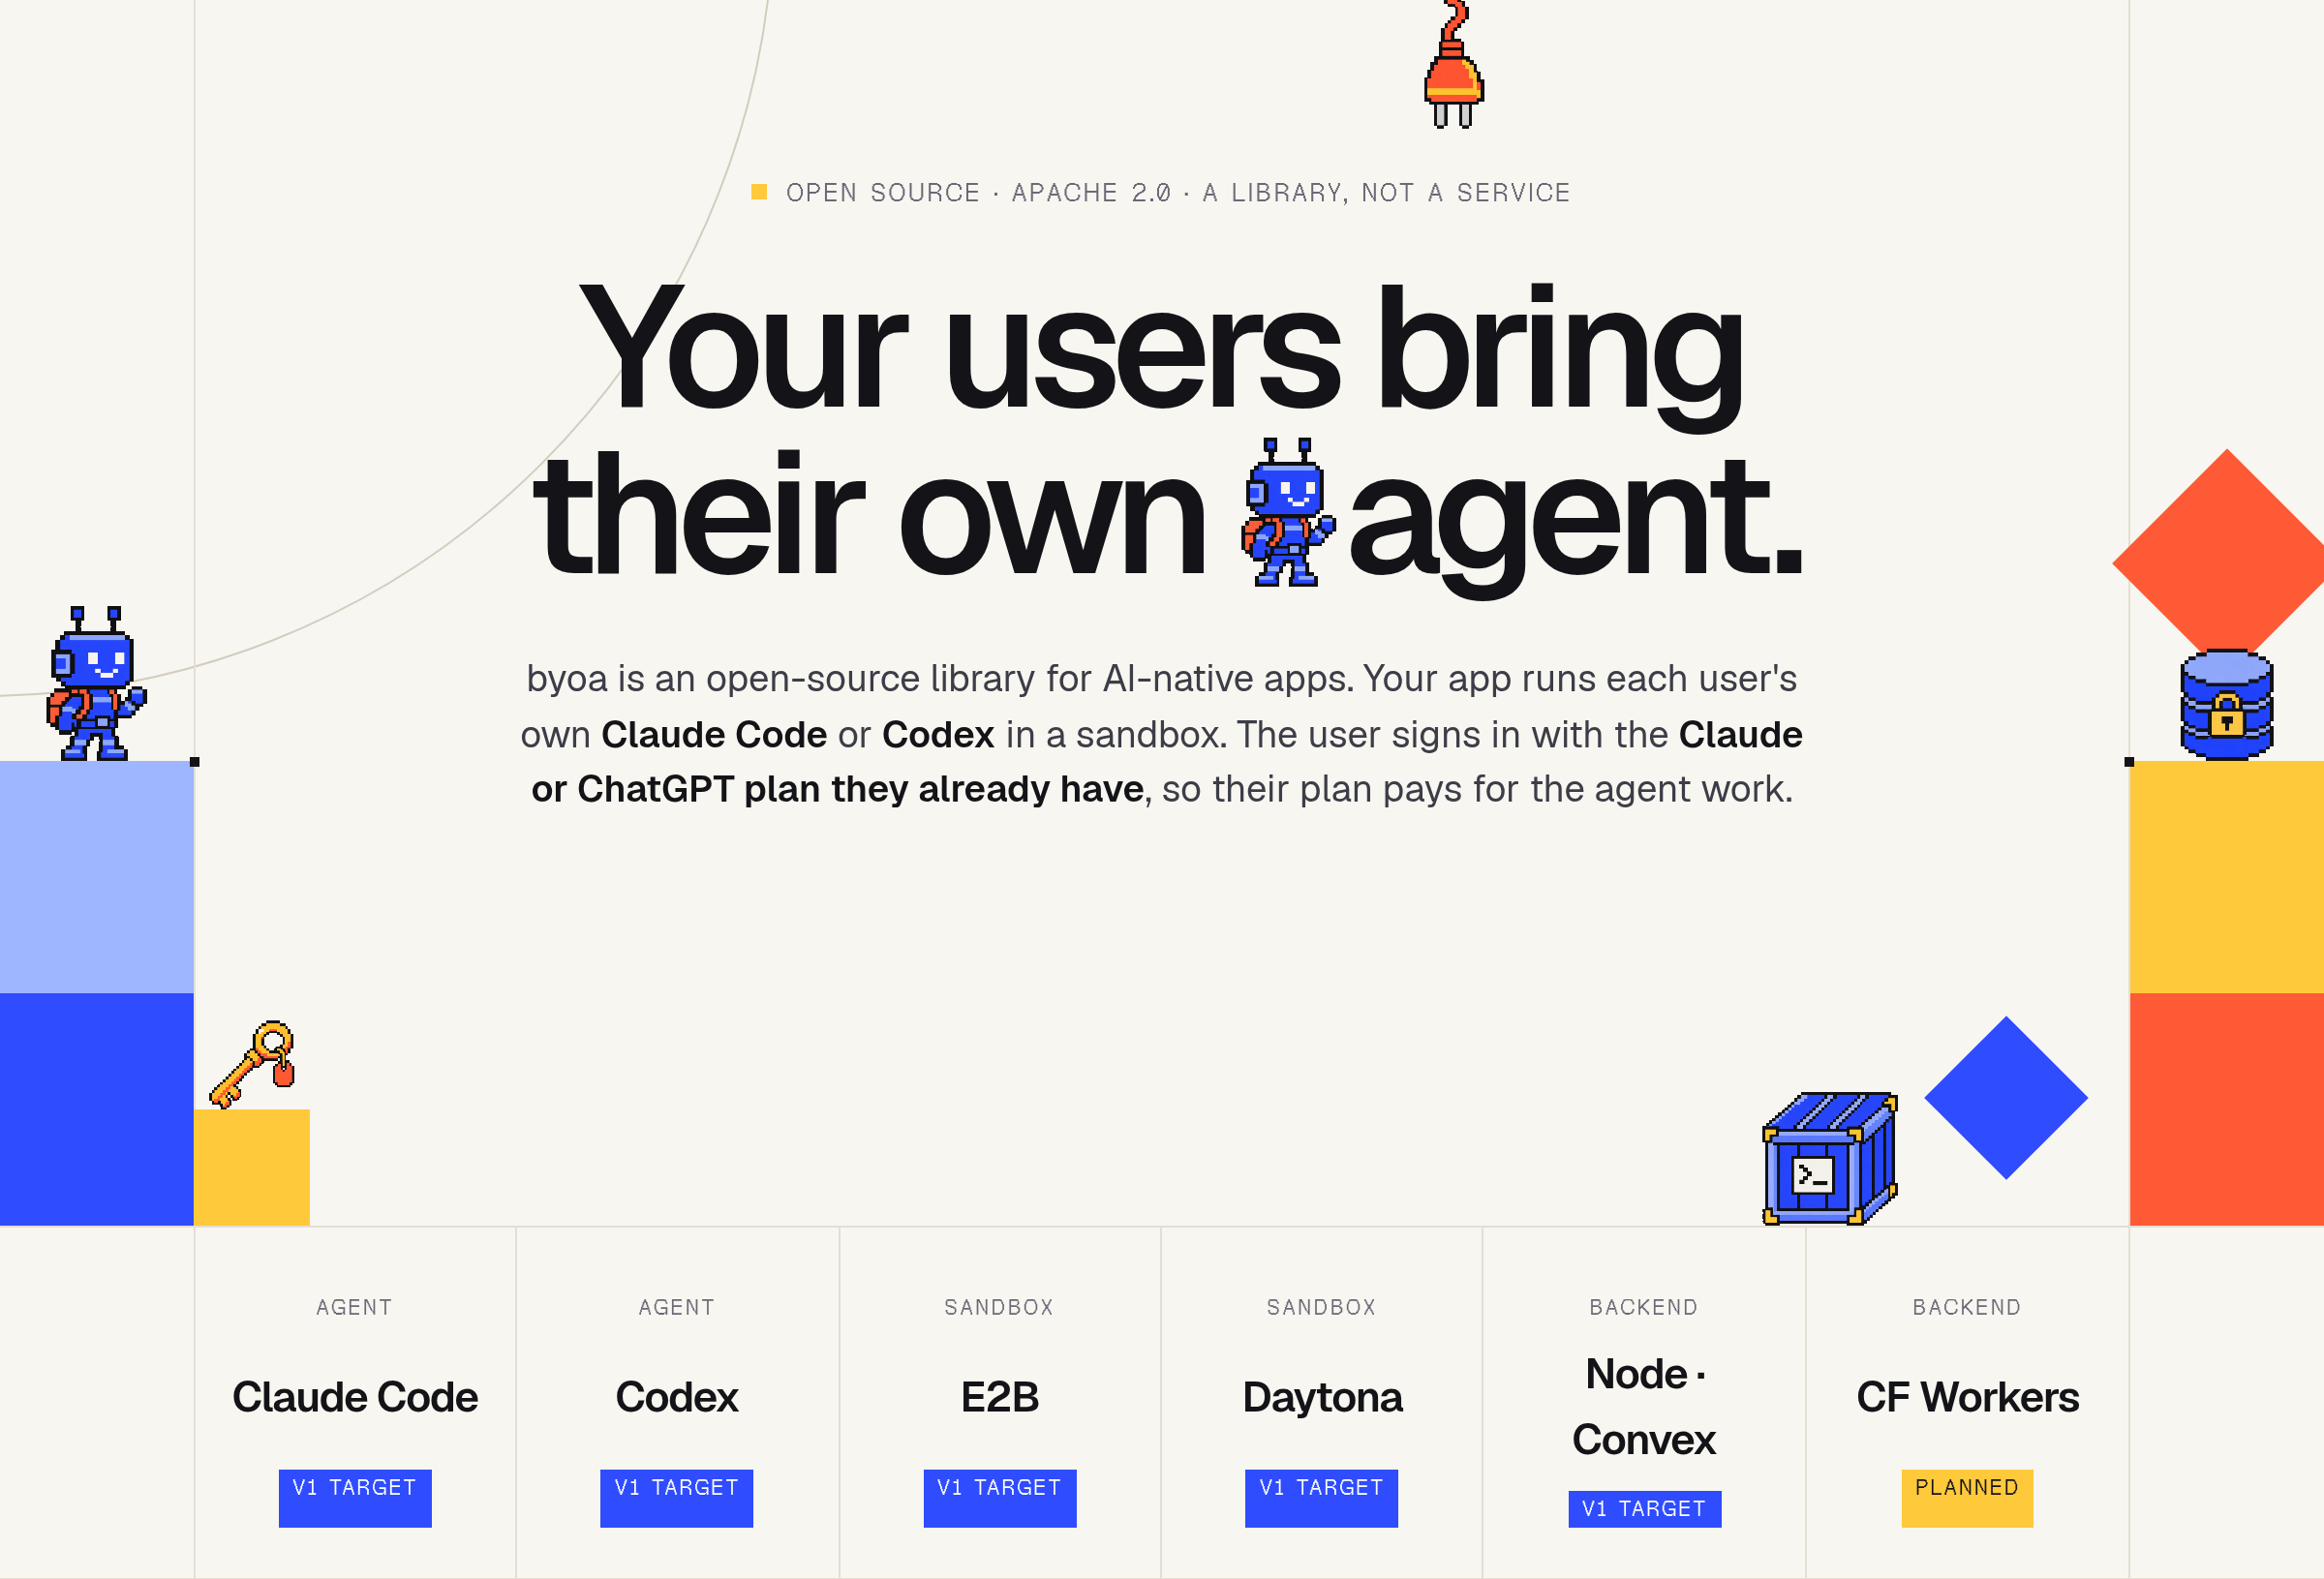 OPEN SOURCE · APACHE 2.0 · A LIBRARY, NOT A SERVICE
Your users bring
their own agent.
byoa is an open-source library for AI-native apps. Your app runs each user's
own Claude Code or Codex in a sandbox. The user signs in with the Claude
or ChatGPT plan they already have, so their plan pays for the agent work.
>_
AGENT
Claude Code
V1 TARGET
AGENT
Codex
V1 TARGET
SANDBOX
E2B
V1 TARGET
SANDBOX
Daytona
V1 TARGET
BACKEND
Node ·
Convex
V1 TARGET
BACKEND
CF Workers
PLANNED